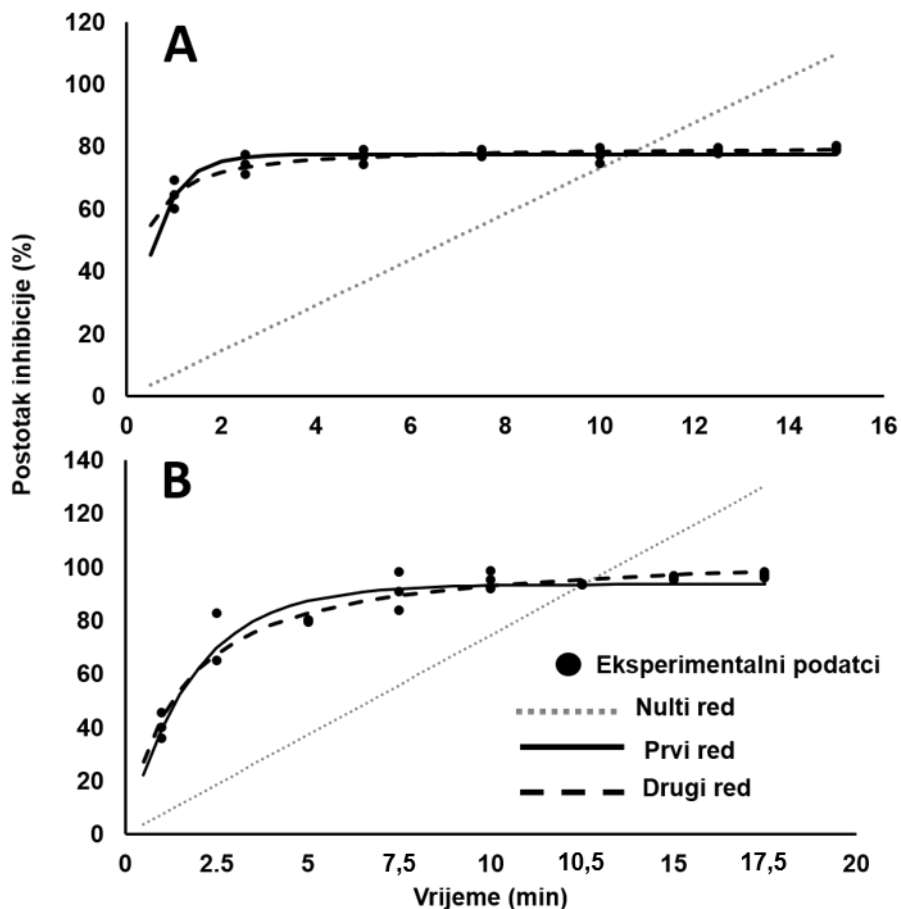 Postotak inhibicije (%)
A
120
100
80
60
40
20
0
0 2 4 6 8 10 12 14 16
B
140
120
100
80
60
40
20
0
0 2.5 5 7,5 10 10,5 15 17,5 20
Eksperimentalni podatci
Nulti red
Prvi red
Drugi red
Vrijeme (min)